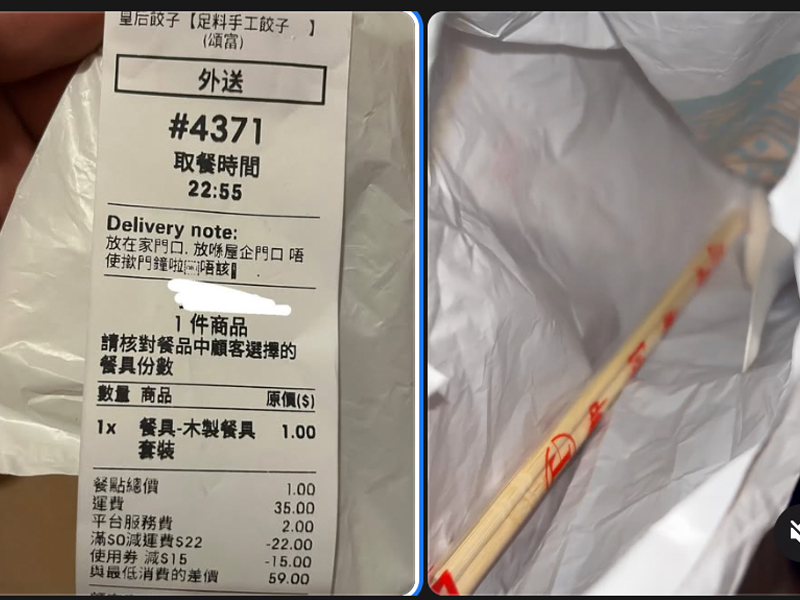 皇后餃子【足料手工餃子 】
(頌富)
外送
#4371
取餐時間
22:55
Delivery note:
放在家門口. 放喺屋企門口 唔
使撳門鐘啦唔該
1 件商品
請核對餐品中顧客選擇的
餐具份數
數量 商品 原價($)
1x 餐具-木製餐具 1.00
套裝
餐點總價 1.00
運費 35.00
平台服務費 2.00
滿$0減運費$22 -22.00
使用券 減$15 -15.00
與最低消費的差價 59.00